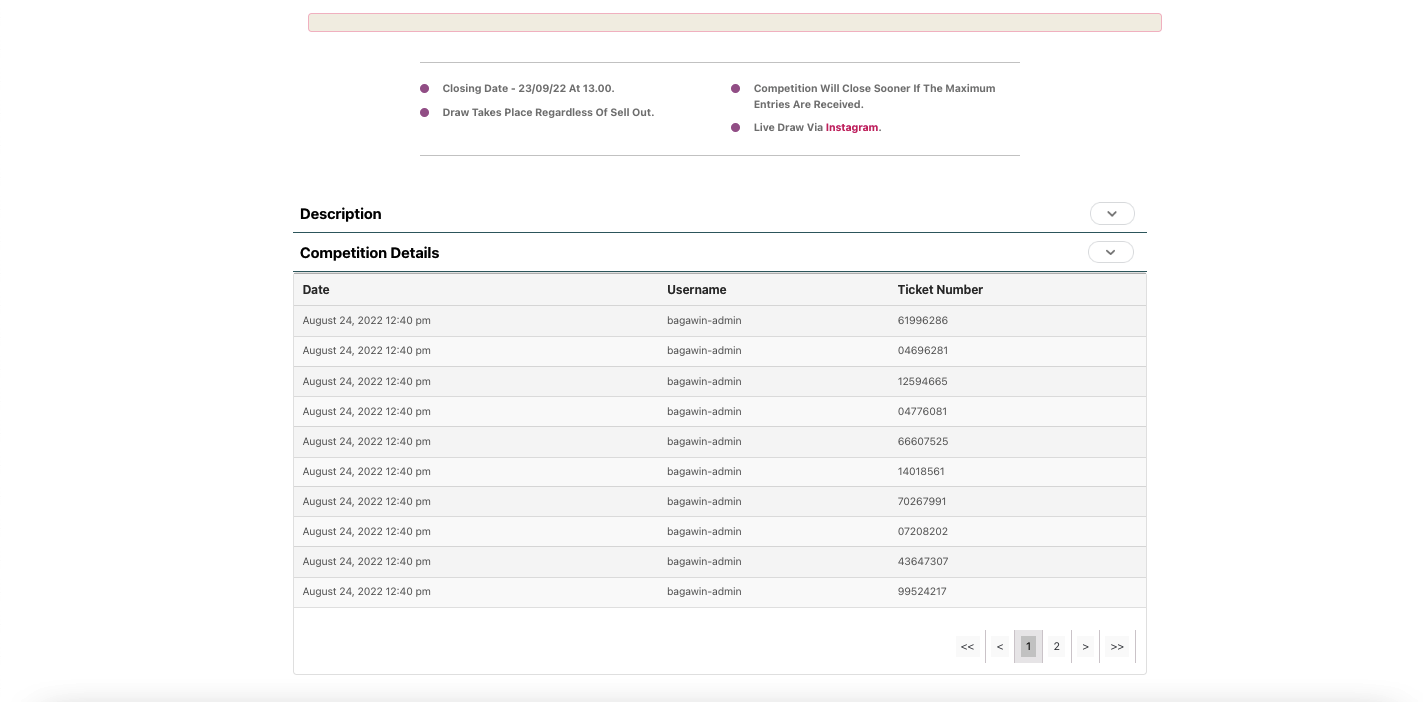 Closing Date - 23/09/22 At 13.00.
Draw Takes Place Regardless Of Sell Out.
Competition Will Close Sooner If The Maximum
Entries Are Received.
Live Draw Via Instagram.
Description
Competition Details
Date Username Ticket Number
August 24, 2022 12:40 pm bagawin-admin 61996286
August 24, 2022 12:40 pm bagawin-admin 04696281
August 24, 2022 12:40 pm bagawin-admin 12594665
August 24, 2022 12:40 pm bagawin-admin 04776081
August 24, 2022 12:40 pm bagawin-admin 66607525
August 24, 2022 12:40 pm bagawin-admin 14018561
August 24, 2022 12:40 pm bagawin-admin 70267991
August 24, 2022 12:40 pm bagawin-admin 07208202
August 24, 2022 12:40 pm bagawin-admin 43647307
August 24, 2022 12:40 pm bagawin-admin 99524217
<< < 1 2 > >>